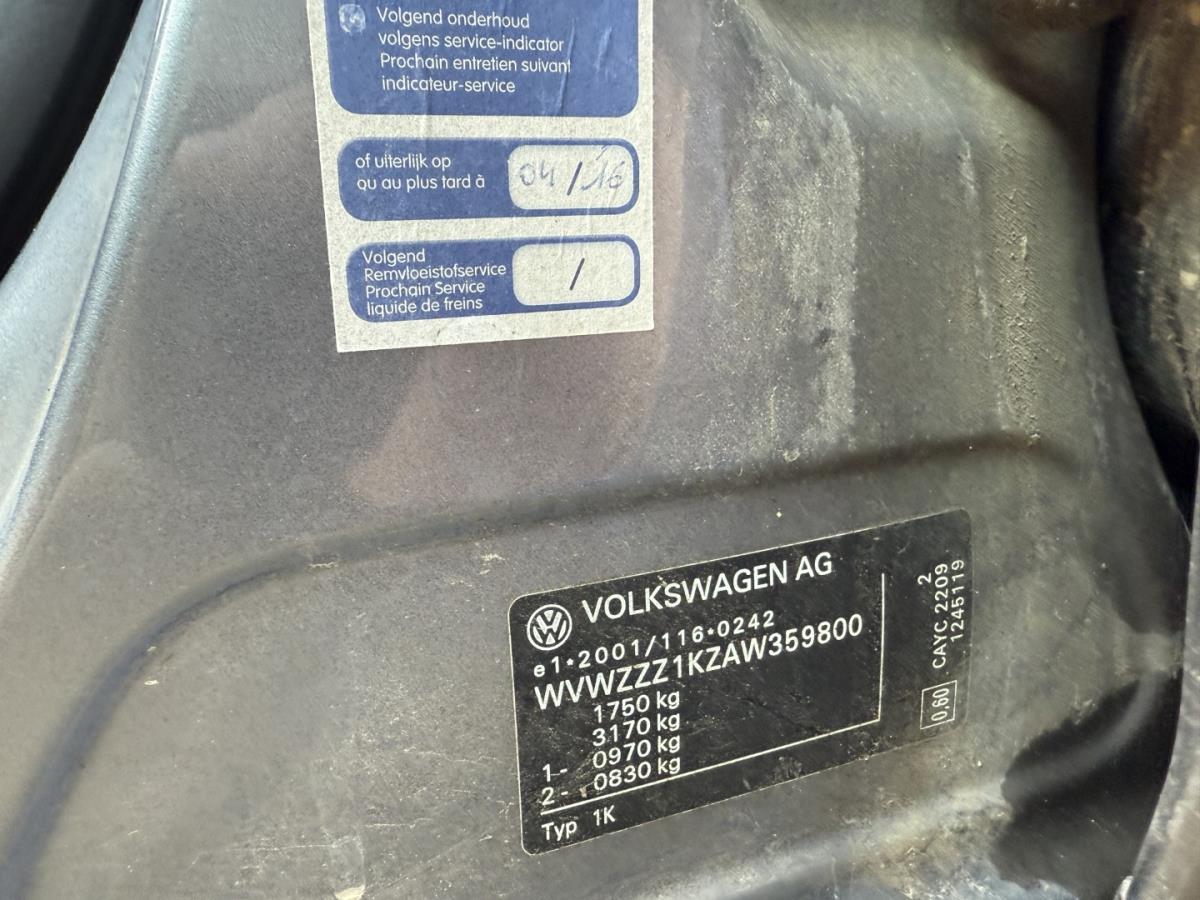 Volgend onderhoud
volgens service-indicator
Prochain entretien suivant
indicateur-service
of uiterlijk op
ou au plus tard à
04/16
Volgend
Remvloeistofservice
Prochain Service
liquide de freins
/
VOLKSWAGEN AG
e1*2001/116*0242
WVWZZZ1KZAW359800
1750 kg
3170 kg
1- 0970 kg
2- 0830 kg
Typ 1K
2
CAYC 2209
1245119
0,60